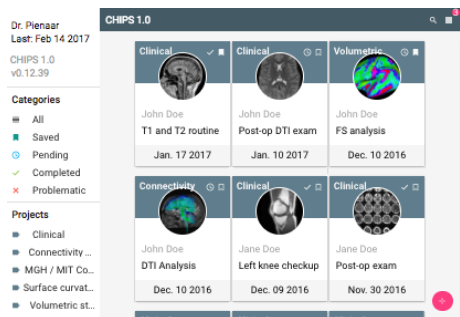 Dr. Pienaar
Last: Feb 14 2017
CHIPS 1.0
v0.12.39
Categories
All
Saved
Pending
Completed
Problematic
Projects
Clinical
Connectivity ...
MGH / MIT Co...
Surface curvat...
Volumetric st...
CHIPS 1.0
Clinical
John Doe
T1 and T2 routine
Jan. 17 2017
Clinical
John Doe
Post-op DTI exam
Jan. 10 2017
Volumetric
John Doe
FS analysis
Dec. 10 2016
Connectivity
John Doe
DTI Analysis
Dec. 10 2016
Clinical
Jane Doe
Left knee checkup
Dec. 09 2016
Clinical
Jane Doe
Post-op exam
Nov. 30 2016